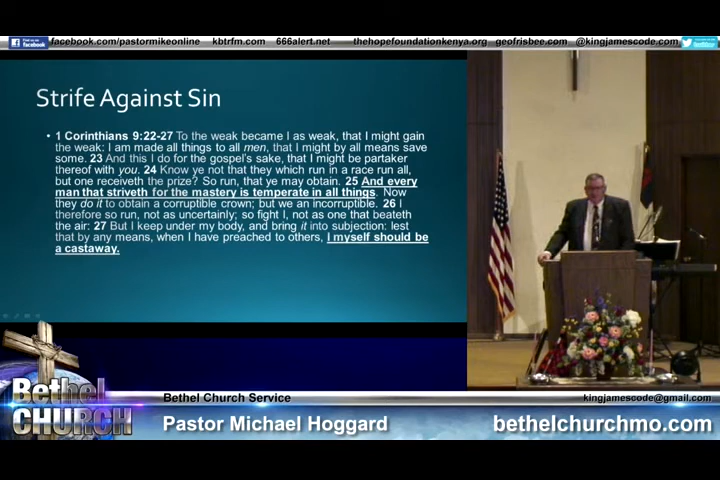 Find us on facebook facebook.com/pastormikeonline kbtrfm.com 666alert.net thehopefoundationkenya.org geofrisbee.com @kingjamescode.com twitter
Strife Against Sin
• 1 Corinthians 9:22-27 To the weak became I as weak, that I might gain
the weak: I am made all things to all men, that I might by all means save
some. 23 And this I do for the gospel's sake, that I might be partaker
thereof with you. 24 Know ye not that they which run in a race run all,
but one receiveth the prize? So run, that ye may obtain. 25 And every
man that striveth for the mastery is temperate in all things. Now
they do it to obtain a corruptible crown; but we an incorruptible. 26 I
therefore so run, not as uncertainly; so fight I, not as one that beateth
the air: 27 But I keep under my body, and bring it into subjection: lest
that by any means, when I have preached to others, I myself should be
a castaway.
Bethel
CHURCH
Bethel Church Service
kingjamescode@gmail.com
Pastor Michael Hoggard
bethelchurchmo.com